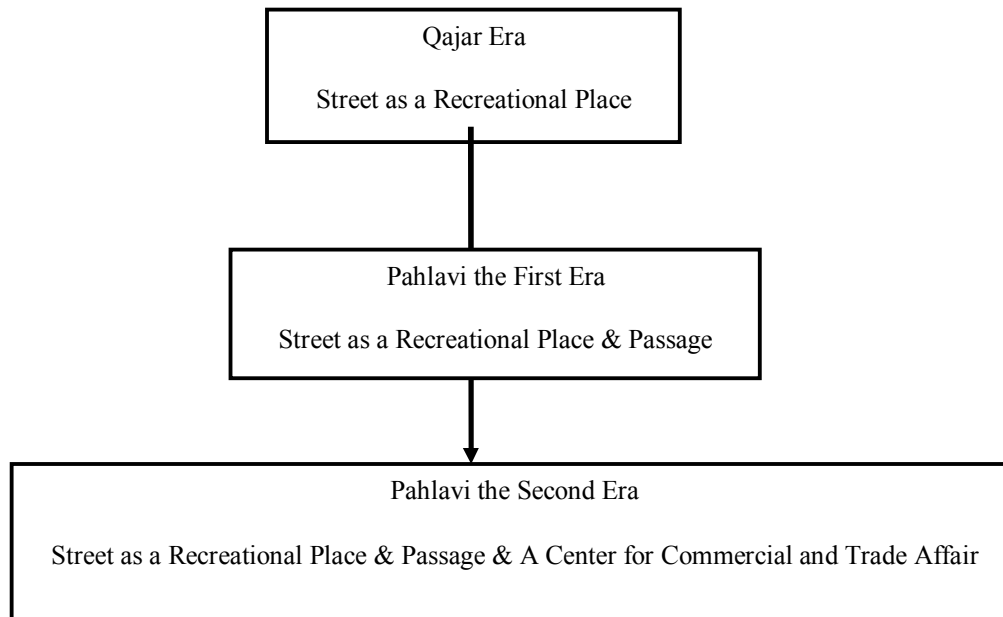 Qajar Era
Street as a Recreational Place
Pahlavi the First Era
Street as a Recreational Place & Passage
Pahlavi the Second Era
Street as a Recreational Place & Passage & A Center for Commercial and Trade Affair